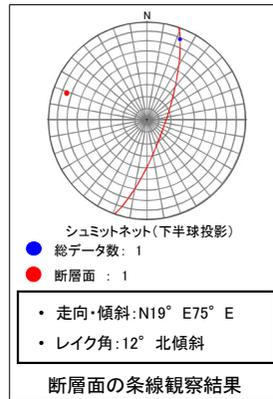 N
シュミットネット(下半球投影)
総データ数: 1
断層面 : 1
• 走向・傾斜:N19° E75° E
• レイク角:12° 北傾斜
断層面の条線観察結果